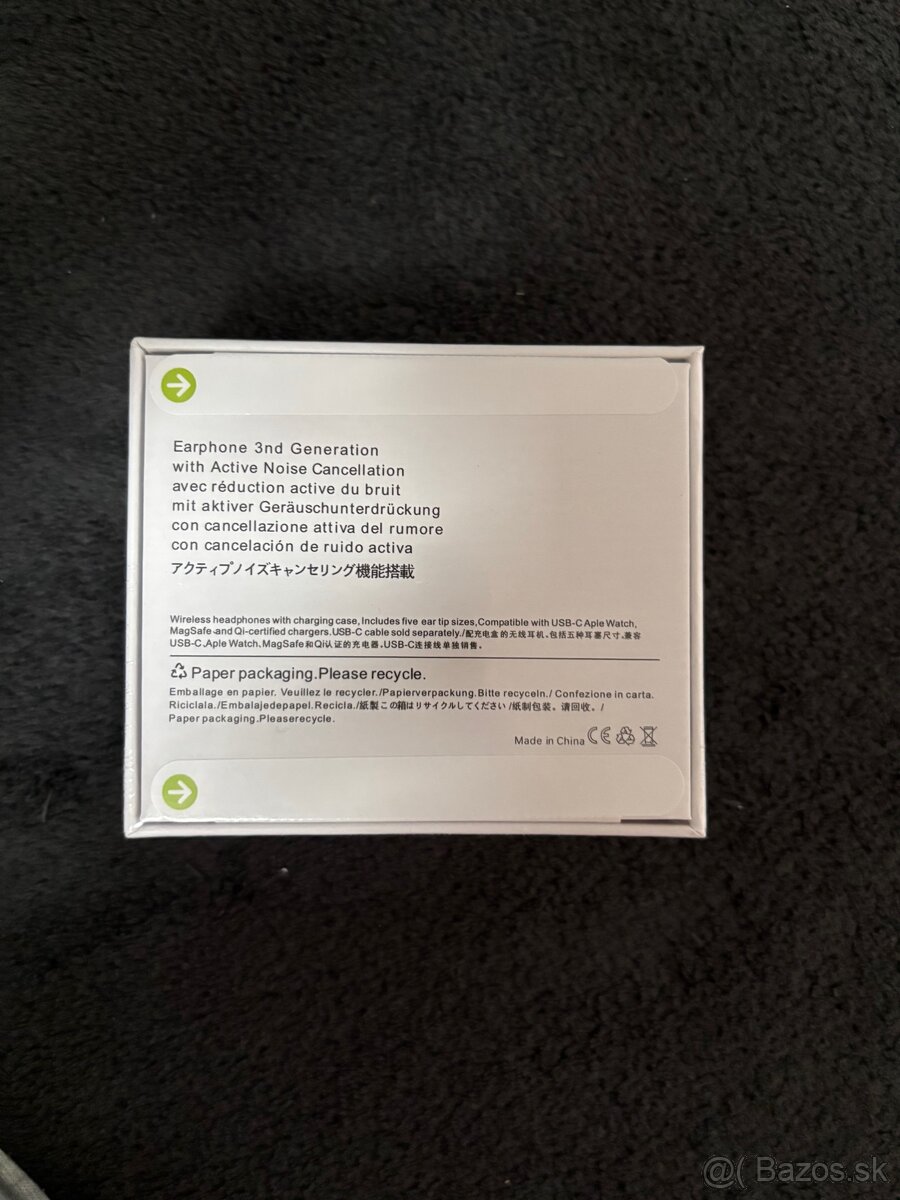 Earphone 3nd Generation
with Active Noise Cancellation
avec réduction active du bruit
mit aktiver Geräuschunterdrückung
con cancellazione attiva del rumore
con cancelación de ruido activa
アクティブノイズキャンセリング機能搭載
Wireless headphones with charging case, Includes five ear tip sizes,Compatible with USB-C Aple Watch,
MagSafe and Qi-certified chargers.USB-C cable sold separately./配充电盒的无线耳机。包括五种耳塞尺寸。兼容
USB-C.Aple Watch.MagSafe和Qi认证的充电器。USB-C连接线单独销售。
Paper packaging.Please recycle.
Emballage en papier. Veuillez le recycler./Papierverpackung.Bitte recyceln./ Confezione in carta.
Riciclala./Embalajedepapel.Recicla./紙製この箱はリサイクルしてください/纸制包装。请回收。/
Paper packaging.Pleaserecycle.
Made in China CE
@( Bazos.sk